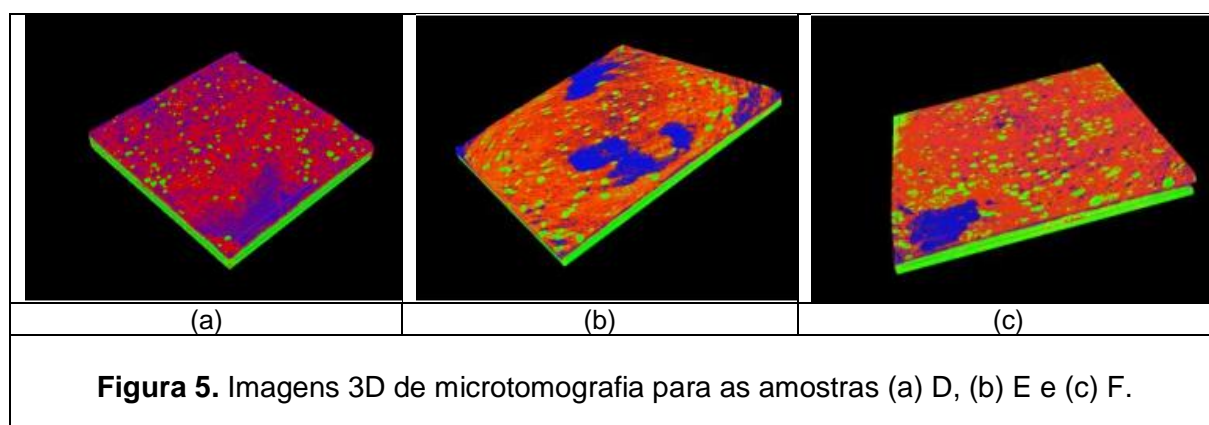 (a)
(b)
(c)
Figura 5. Imagens 3D de microtomografia para as amostras (a) D, (b) E e (c) F.